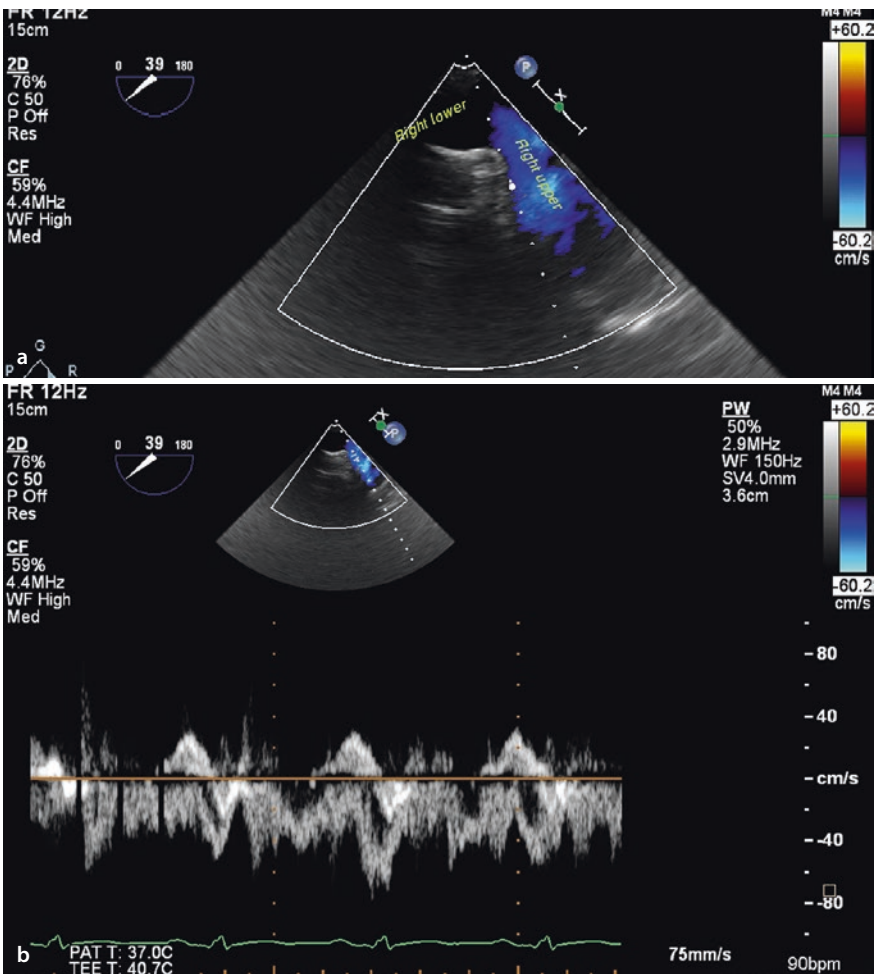 FR 12Hz
15cm
M4 M4
+60.2
2D
76%
C 50
P Off
Res
0 39 180
P
X
Right lower
Right upper
CF
59%
4.4MHz
WF High
Med
-60.2
cm/s
a
G
P R
FR 12Hz
15cm
M4 M4
+60.2
2D
76%
C 50
P Off
Res
0 39 180
X
PW
50%
2.9MHz
WF 150Hz
SV4.0mm
3.6cm
CF
59%
4.4MHz
WF High
Med
-60.2
cm/s
80
40
cm/s
-40
-80
b
PAT T: 37.0C
TEE T: 40.7C
75mm/s
90bpm